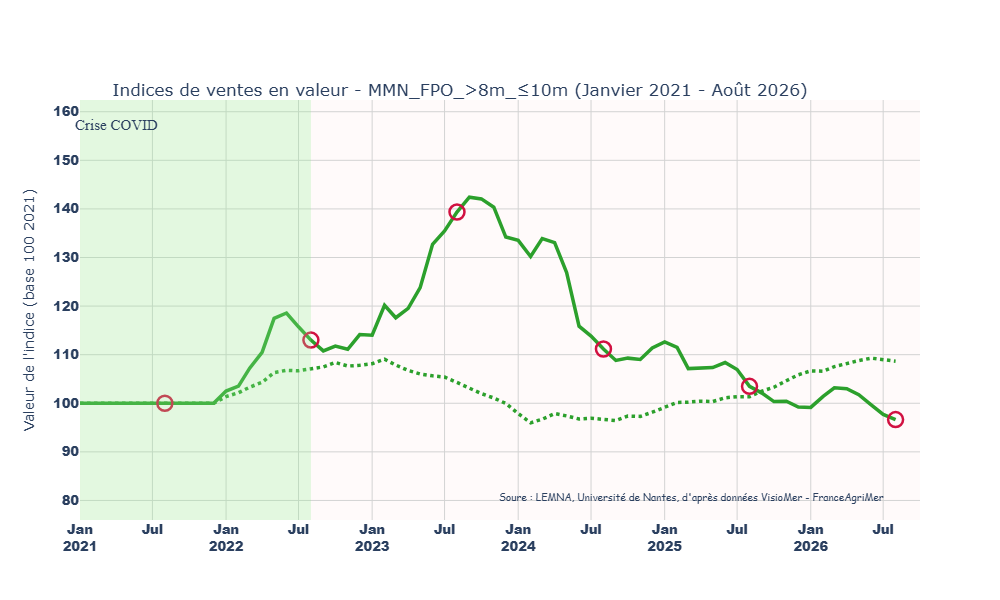 Indices de ventes en valeur - MMN_FPO_>8m_≤10m (Janvier 2021 - Août 2026)
Valeur de l'indice (base 100 2021)
160
Crise COVID
150
140
130
120
110
100
90
80
Soure : LEMNA, Université de Nantes, d'après données VisioMer - FranceAgriMer
Jan Jul Jan Jul Jan Jul Jan Jul Jan Jul Jan Jul
2021 2022 2023 2024 2025 2026